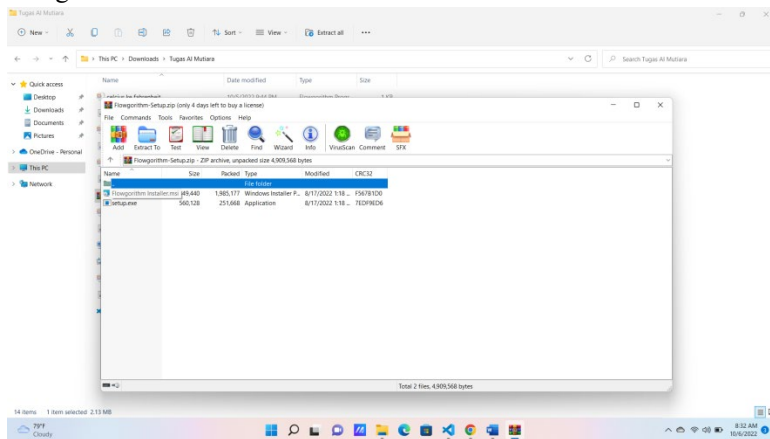 Tugas Al Mutiara
New
Sort
View
Extract all
This PC > Downloads > Tugas Al Mutiara
Search Tugas Al Mutiara
Name Date modified Type Size
Quick access
Desktop
Downloads
Documents
Pictures
OneDrive - Personal
This PC
Network
Flowgorithm-Setup.zip (only 4 days left to buy a license)
File Commands Tools Favorites Options Help
Add Extract To Test View Delete Find Wizard Info VirusScan Comment SFX
Flowgorithm-Setup.zip - ZIP archive, unpacked size 4,909,568 bytes
Name Size Packed Type Modified CRC32
..
File folder
Flowgorithm Installer.msi 49,440 1,985,177 Windows Installer P... 8/17/2022 1:18 ... F567B1D0
setup.exe 560,128 251,668 Application 8/17/2022 1:18 ... 7EDF9ED6
Total 2 files, 4,909,568 bytes
14 items 1 item selected 2.13 MB
79°F
Cloudy
8:32 AM
10/6/2022